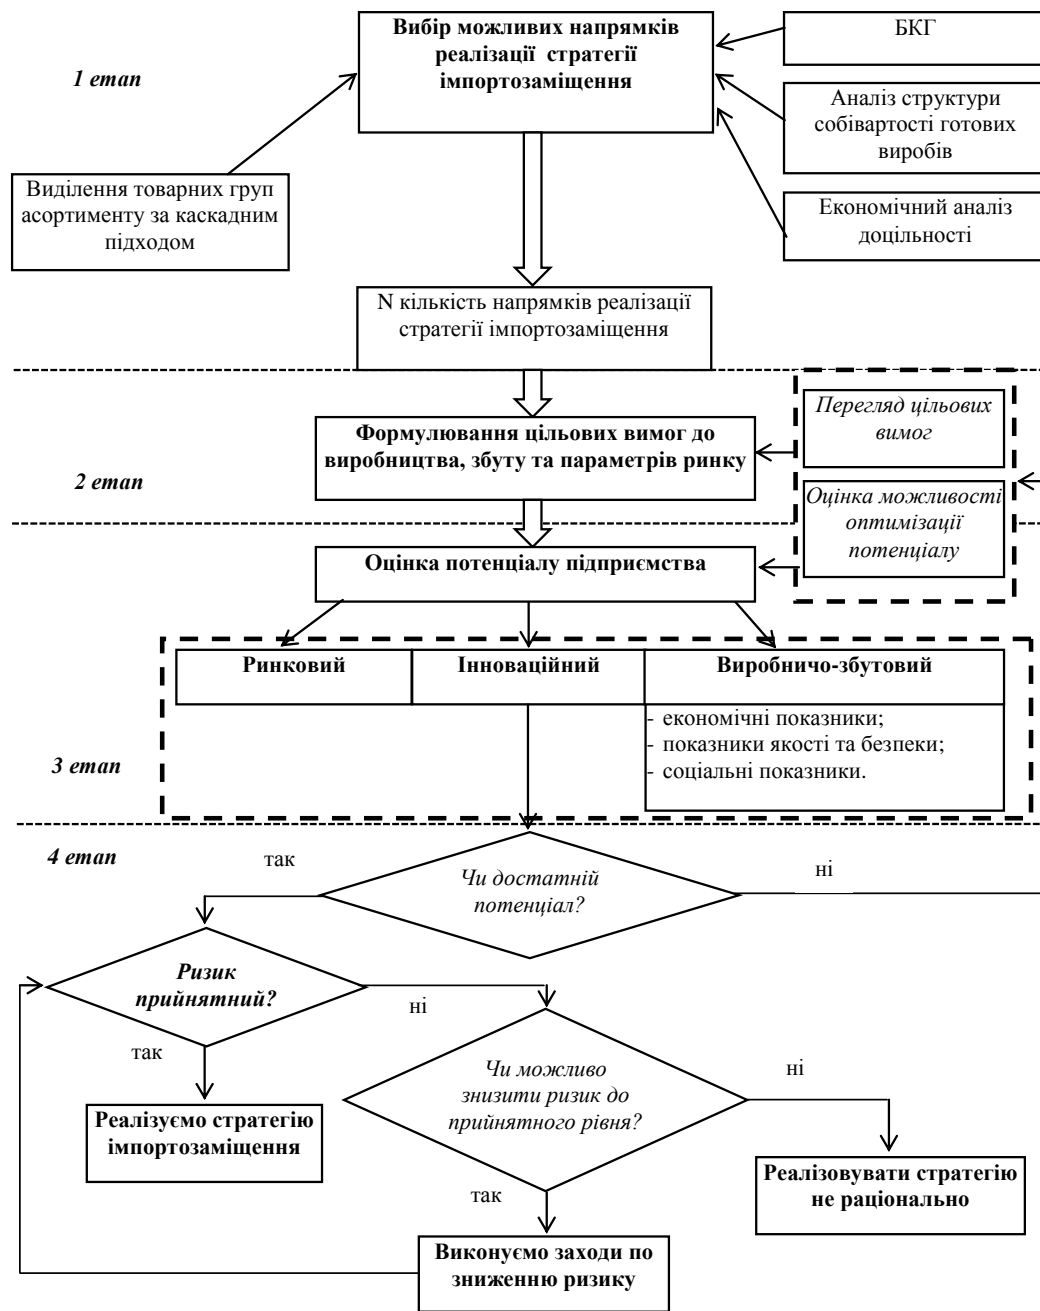 Вибір можливих напрямків
реалізації стратегії
імпортозаміщення
БКГ
1 етап
Аналіз структури
собівартості готових
виробів
Виділення товарних груп
асортименту за каскадним
підходом
Економічний аналіз
доцільності
N кількість напрямків реалізації
стратегії імпортозаміщення
Перегляд цільових
вимог
Формулювання цільових вимог до
виробництва, збуту та параметрів ринку
2 етап
Оцінка можливості
оптимізації
потенціалу
Оцінка потенціалу підприємства
Ринковий
Інноваційний
Виробничо-збутовий
- економічні показники;
- показники якості та безпеки;
- соціальні показники.
3 етап
4 етап
так
Чи достатній
потенціал?
ні
Ризик
прийнятний?
ні
так
Чи можливо
знизити ризик до
прийнятного рівня?
ні
Реалізуємо стратегію
імпортозаміщення
Реалізовувати стратегію
не раціонально
так
Виконуємо заходи по
зниженню ризику